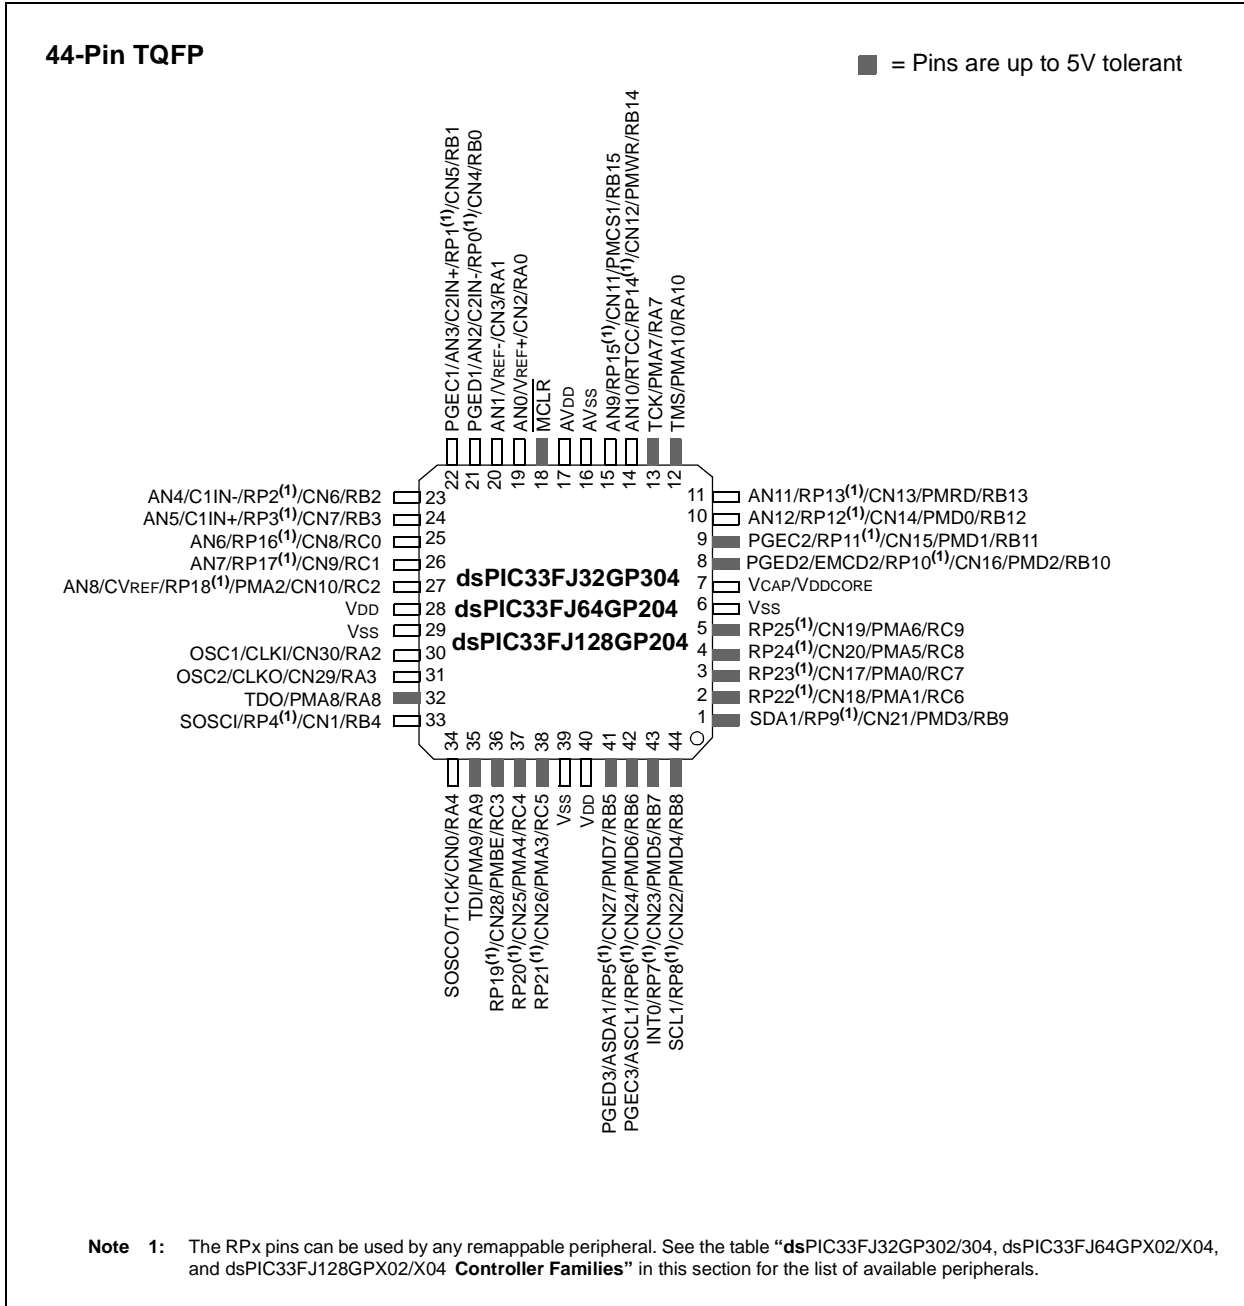 44-Pin TQFP
= Pins are up to 5V tolerant
PGEC1/AN3/C2IN+/RP1(1)/CN5/RB1
PGED1/AN2/C2IN-/RP0(1)/CN4/RB0
AN1/VREF-/CN3/RA1
AN0/VREF+/CN2/RA0
MCLR
AVDD
AVSS
AN9/RP15(1)/CN11/PMCS1/RB15
AN10/RTCC/RP14(1)/CN12/PMWR/RB14
TCK/PMA7/RA7
TMS/PMA10/RA10
22 21 20 19 18 17 16 15 14 13 12
AN4/C1IN-/RP2(1)/CN6/RB2 23
AN5/C1IN+/RP3(1)/CN7/RB3 24
AN6/RP16(1)/CN8/RC0 25
AN7/RP17(1)/CN9/RC1 26
AN8/CVREF/RP18(1)/PMA2/CN10/RC2 27
VDD 28
VSS 29
OSC1/CLKI/CN30/RA2 30
OSC2/CLKO/CN29/RA3 31
TDO/PMA8/RA8 32
SOSCI/RP4(1)/CN1/RB4 33
dsPIC33FJ32GP304
dsPIC33FJ64GP204
dsPIC33FJ128GP204
11 AN11/RP13(1)/CN13/PMRD/RB13
10 AN12/RP12(1)/CN14/PMD0/RB12
9 PGEC2/RP11(1)/CN15/PMD1/RB11
8 PGED2/EMCD2/RP10(1)/CN16/PMD2/RB10
7 VCAP/VDDCORE
6 VSS
5 RP25(1)/CN19/PMA6/RC9
4 RP24(1)/CN20/PMA5/RC8
3 RP23(1)/CN17/PMA0/RC7
2 RP22(1)/CN18/PMA1/RC6
1 SDA1/RP9(1)/CN21/PMD3/RB9
34 35 36 37 38 39 40 41 42 43 44
SOSCO/T1CK/CN0/RA4
TDI/PMA9/RA9
RP19(1)/CN28/PMBE/RC3
RP20(1)/CN25/PMA4/RC4
RP21(1)/CN26/PMA3/RC5
VSS
VDD
PGED3/ASDA1/RP5(1)/CN27/PMD7/RB5
PGEC3/ASCL1/RP6(1)/CN24/PMD6/RB6
INT0/RP7(1)/CN23/PMD5/RB7
SCL1/RP8(1)/CN22/PMD4/RB8
Note 1: The RPx pins can be used by any remappable peripheral. See the table “dsPIC33FJ32GP302/304, dsPIC33FJ64GPX02/X04,
and dsPIC33FJ128GPX02/X04 Controller Families” in this section for the list of available peripherals.